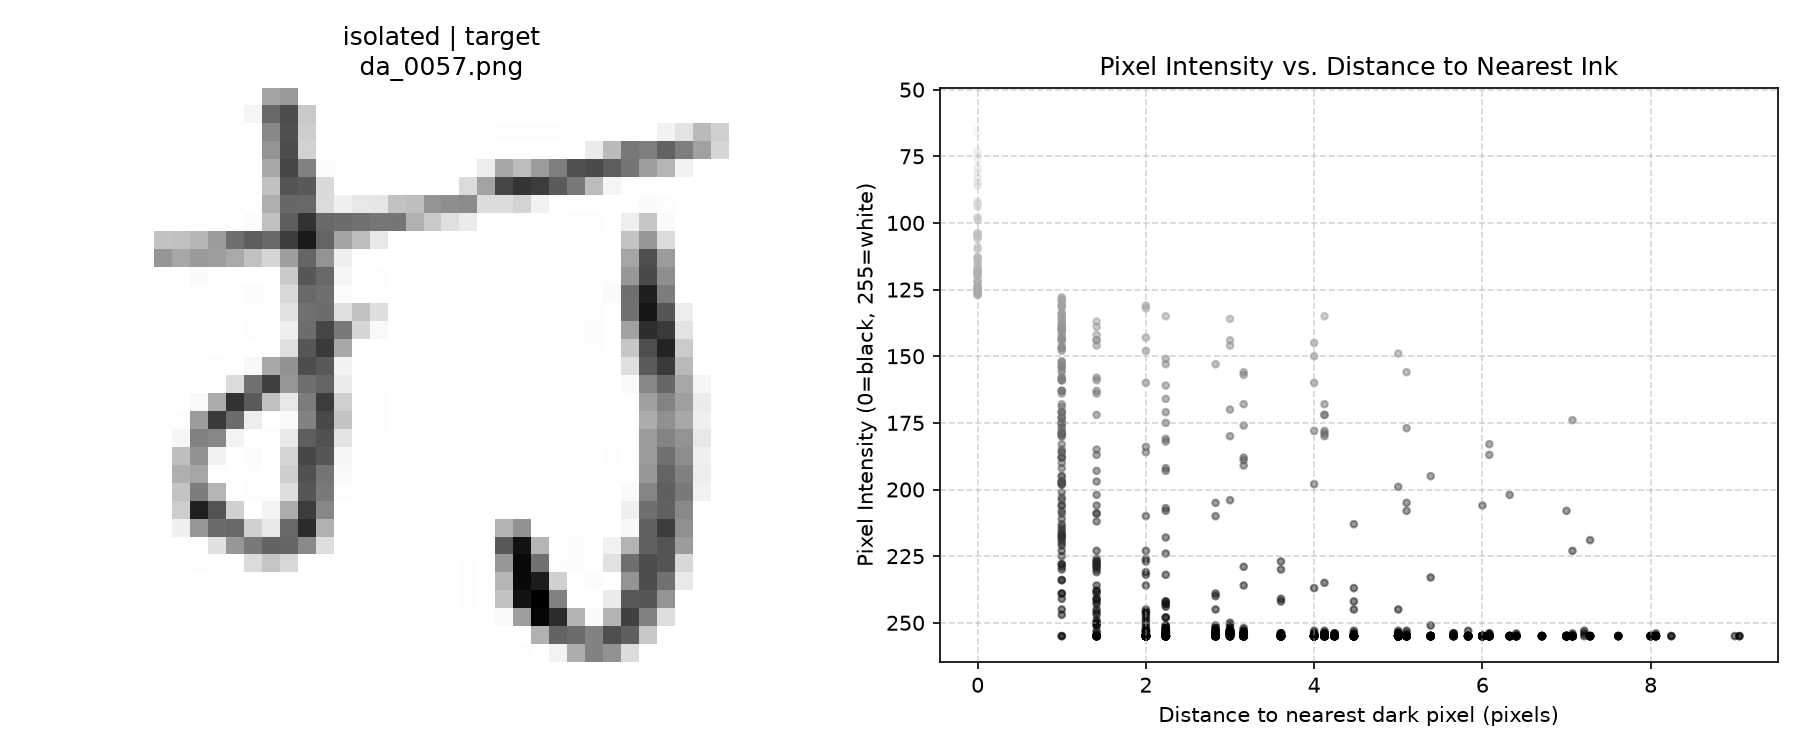 isolated | target
da_0057.png
Pixel Intensity vs. Distance to Nearest Ink
Pixel Intensity (0=black, 255=white)
50
75
100
125
150
175
200
225
250
0 2 4 6 8
Distance to nearest dark pixel (pixels)